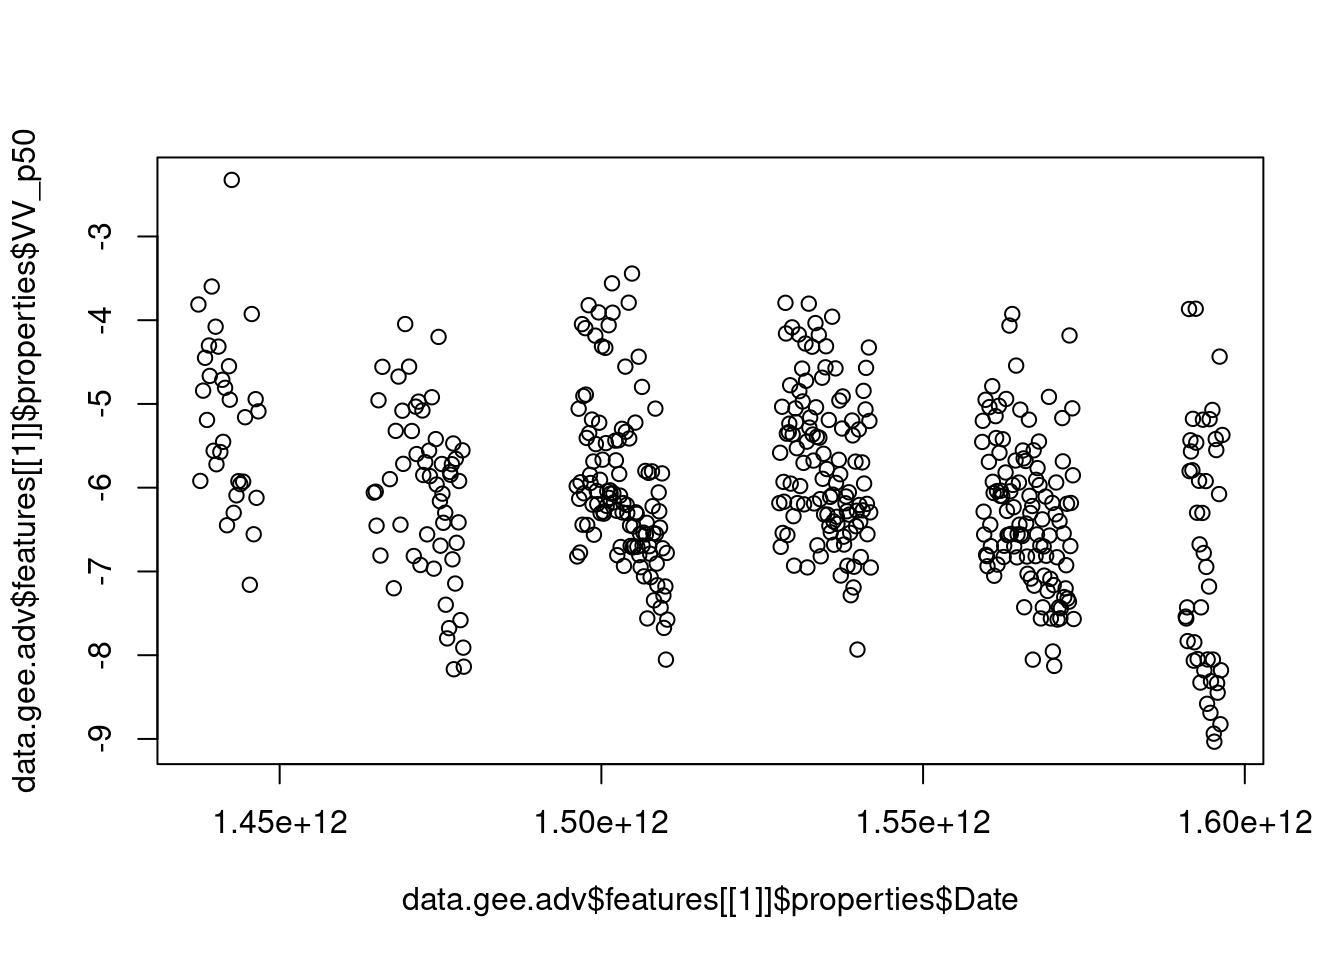 data.gee.adv$features[[1]]$properties$VV_p50
-3
-4
-5
-6
-7
-8
-9
1.45e+12 1.50e+12 1.55e+12 1.60e+12
data.gee.adv$features[[1]]$properties$Date